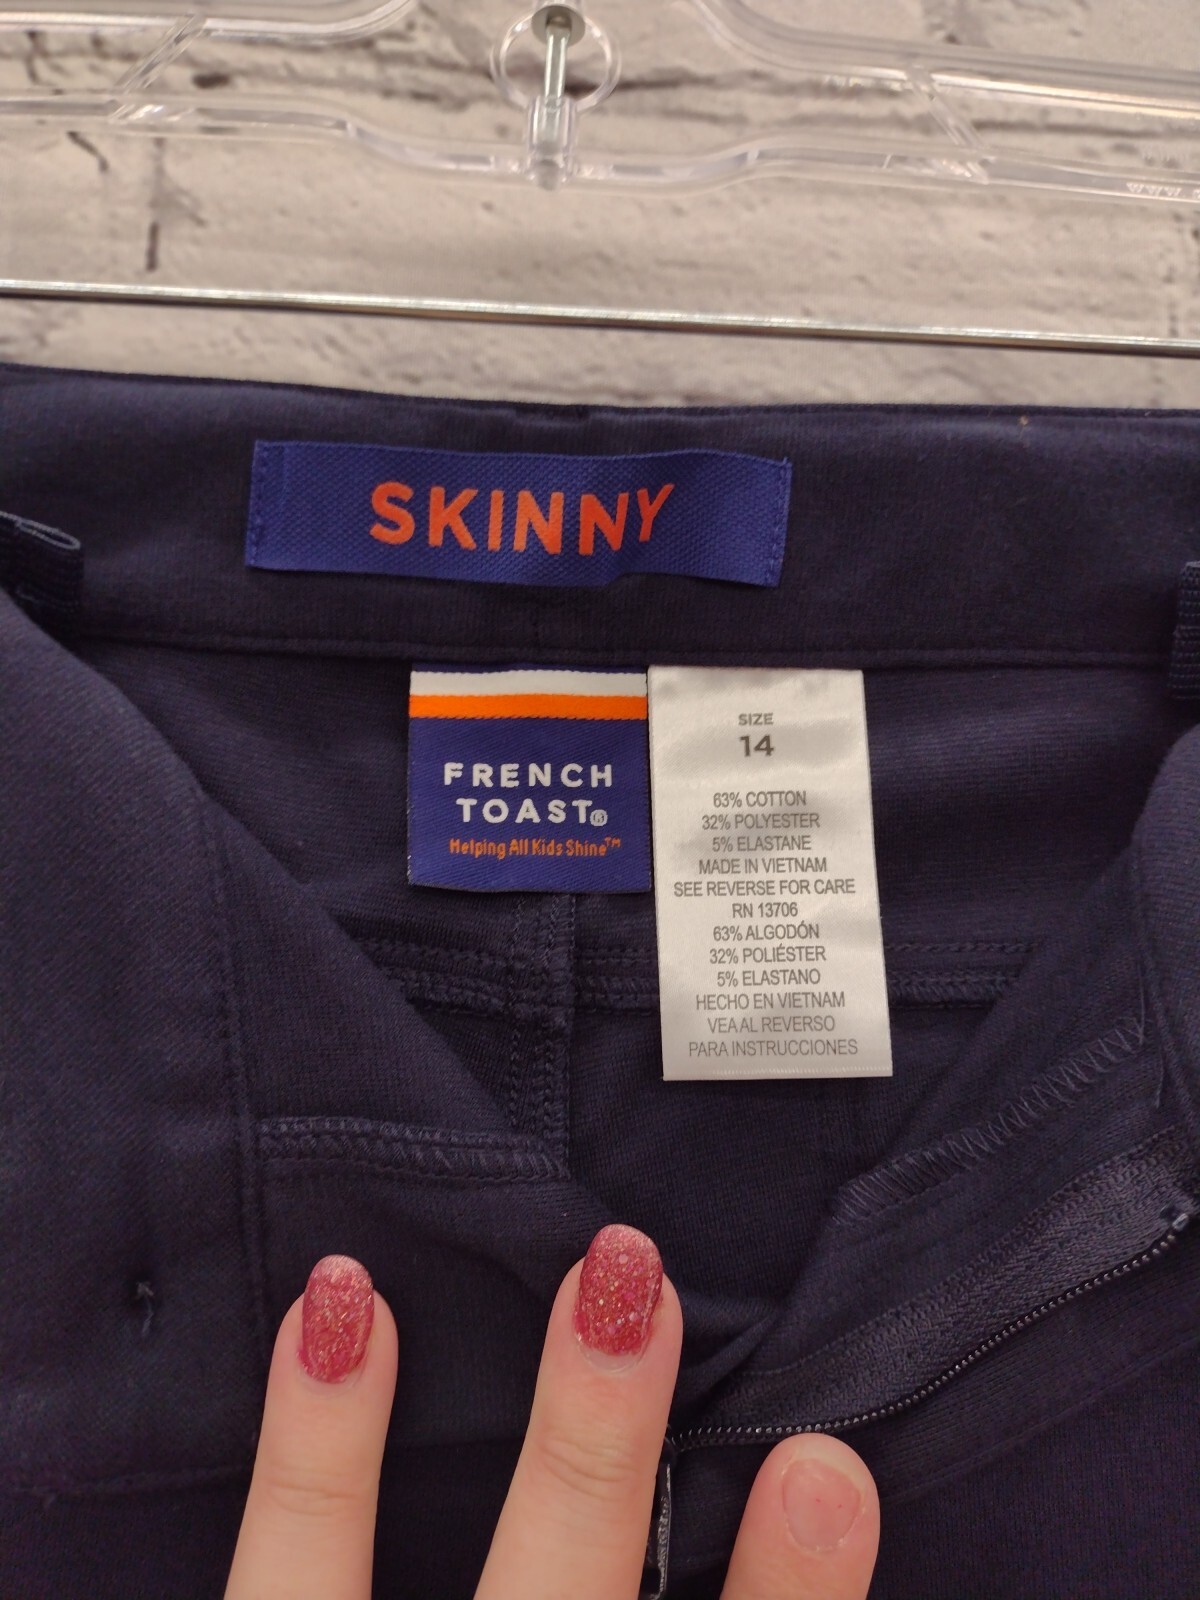 SKINNY
FRENCH
TOAST®
Helping All Kids Shine™
SIZE
14
63% COTTON
32% POLYESTER
5% ELASTANE
MADE IN VIETNAM
SEE REVERSE FOR CARE
RN 13706
63% ALGODÓN
32% POLIÉSTER
5% ELASTANO
HECHO EN VIETNAM
VEA AL REVERSO
PARA INSTRUCCIONES